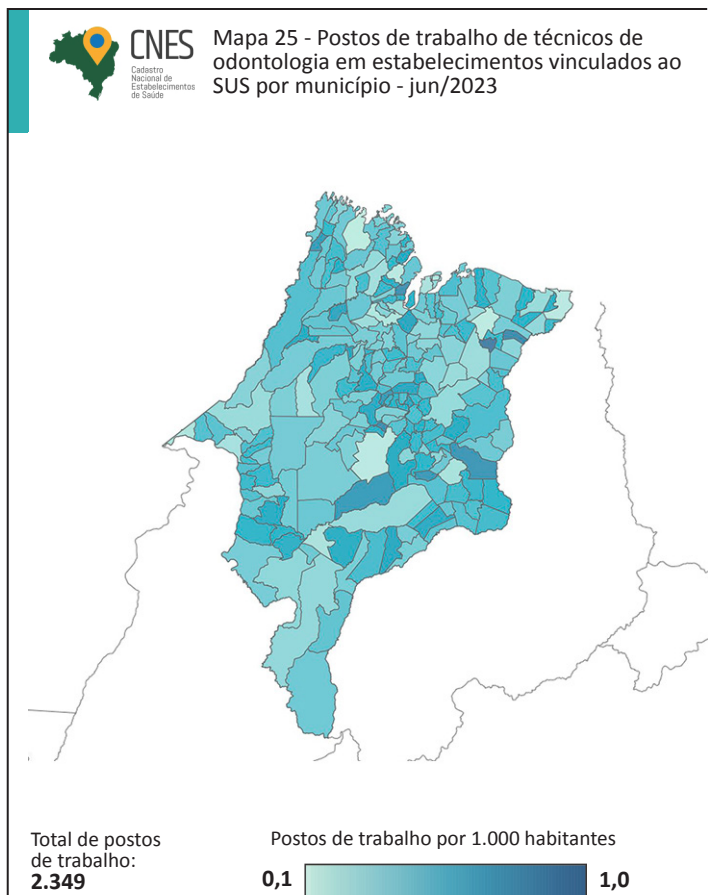 CNES
Cadastro
Nacional de
Estabelecimentos
de Saúde
Mapa 25 - Postos de trabalho de técnicos de
odontologia em estabelecimentos vinculados ao
SUS por município - jun/2023
Total de postos
de trabalho:
2.349
Postos de trabalho por 1.000 habitantes
0,1
1,0